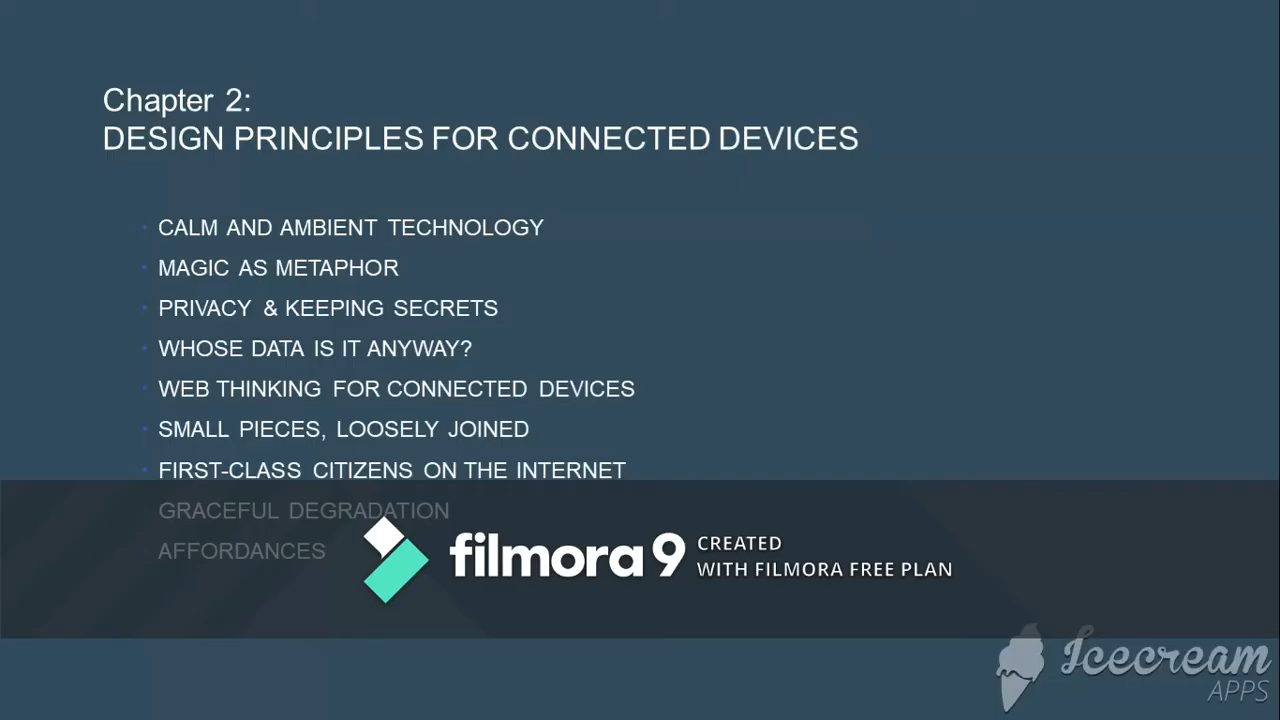 Chapter 2:
DESIGN PRINCIPLES FOR CONNECTED DEVICES
CALM AND AMBIENT TECHNOLOGY
MAGIC AS METAPHOR
PRIVACY & KEEPING SECRETS
WHOSE DATA IS IT ANYWAY?
WEB THINKING FOR CONNECTED DEVICES
SMALL PIECES, LOOSELY JOINED
FIRST-CLASS CITIZENS ON THE INTERNET
GRACEFUL DEGRADATION
AFFORDANCES
filmora 9
CREATED
WITH FILMORA FREE PLAN
Icecream
APPS